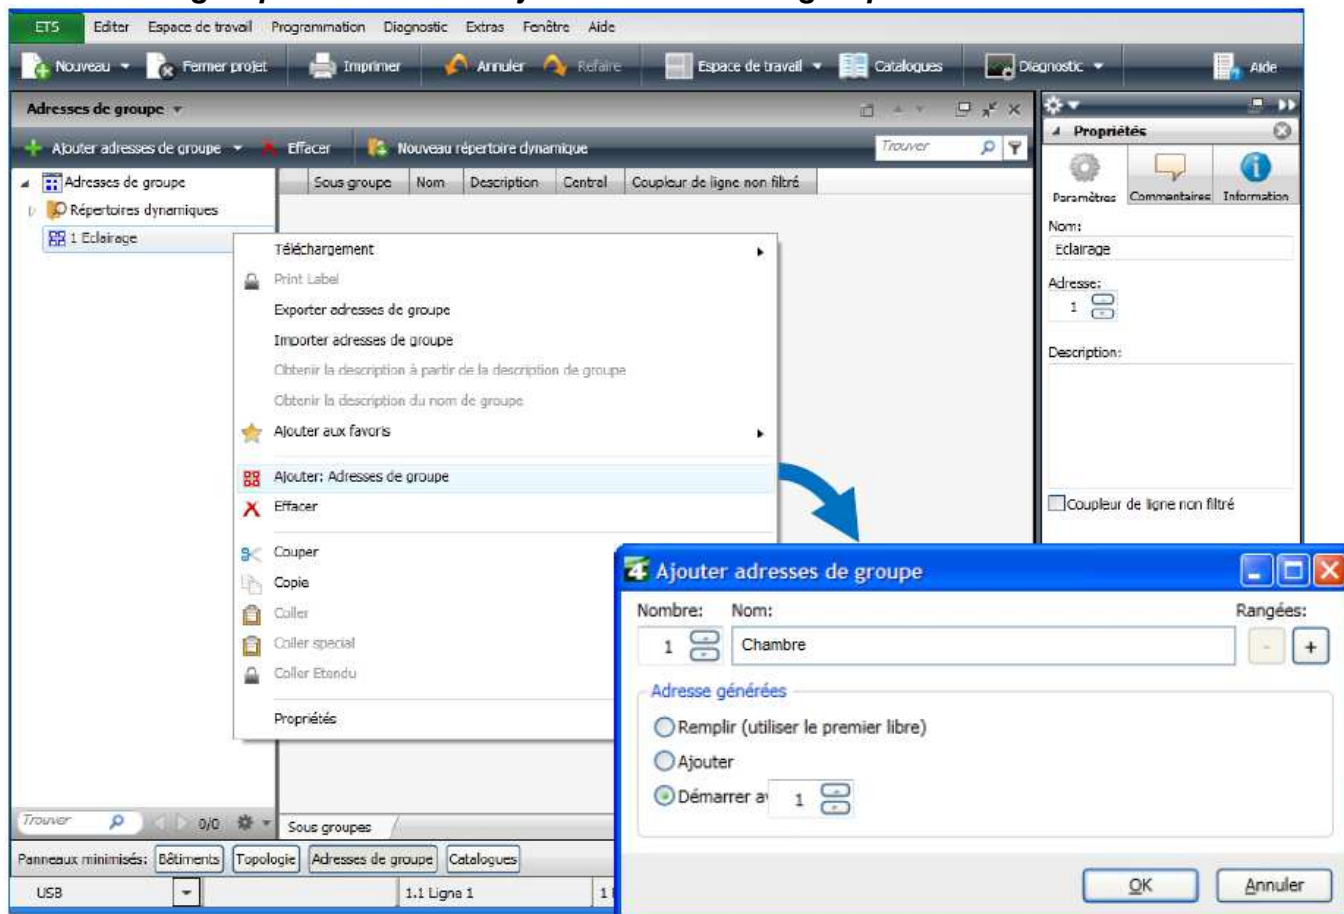 ETS Editer Espace de travail Programmation Diagnostic Extras Fenêtre Aide
Nouveau Fermer projet Imprimer Annuler Refaire Espace de travail Catalogues Diagnostic Aide
Adresses de groupe
Ajouter adresses de groupe Effacer Nouveau répertoire dynamique Trouver
Adresses de groupe
Répertoires dynamiques
1 Eclairage
Sous groupe Nom Description Central Coupleur de ligne non filtré
Téléchargement
Print Label
Exporter adresses de groupe
Importer adresses de groupe
Obtenir la description à partir de la description de groupe
Obtenir la description du nom de groupe
Ajouter aux favoris
Ajouter: Adresses de groupe
Effacer
Couper
Copie
Coller
Coller special
Coller Etendu
Propriétés
Propriétés
Paramètres Commentaires Information
Nom:
Eclairage
Adresse:
1
Description:
Coupleur de ligne non filtré
4 Ajouter adresses de groupe
Nombre: Nom: Rangées:
1 Chambre - +
Adresse générées
Remplir (utiliser le premier libre)
Ajouter
Démarrer a 1
OK Annuler
Trouver 0/0 Sous groupes
Panneaux minimisés: Bâtiments Topologie Adresses de groupe Catalogues
USB 1.1 Ligne 1 1